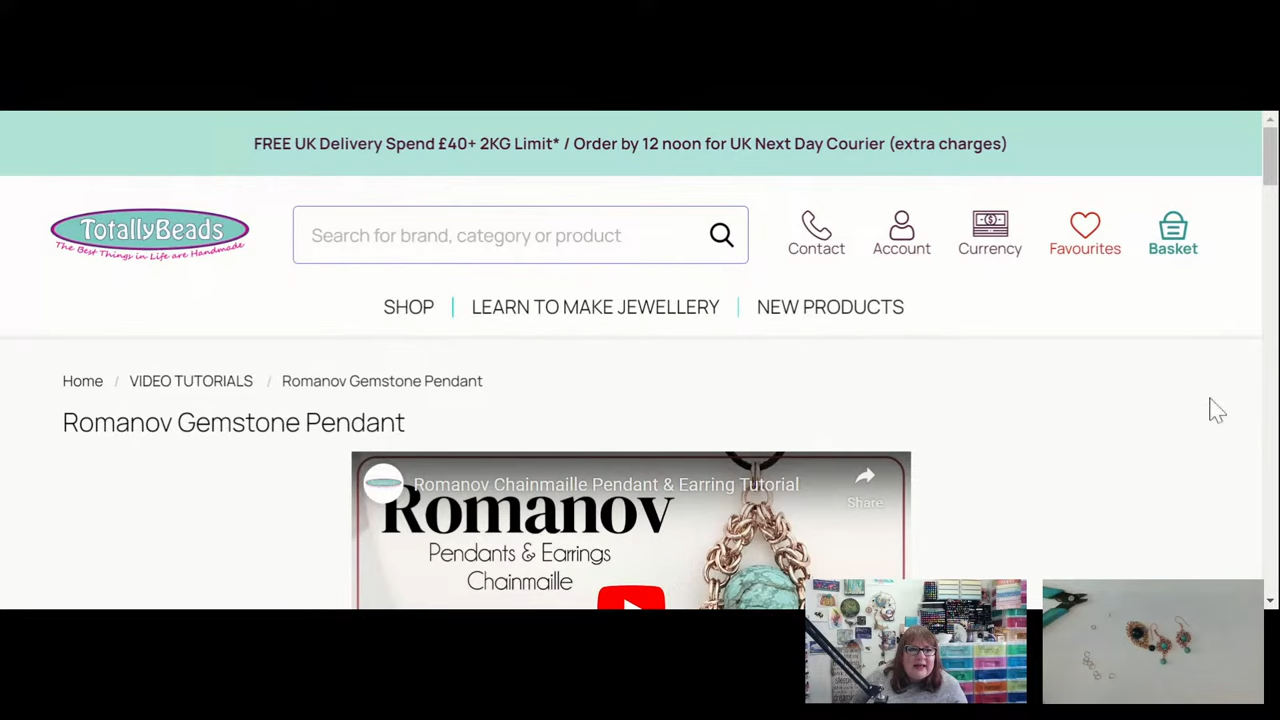 FREE UK Delivery Spend £40+ 2KG Limit* / Order by 12 noon for UK Next Day Courier (extra charges)
TotallyBeads
The Best Things in Life are Handmade
Search for brand, category or product
Contact
Account
Currency
Favourites
Basket
SHOP
LEARN TO MAKE JEWELLERY
NEW PRODUCTS
Home / VIDEO TUTORIALS / Romanov Gemstone Pendant
Romanov Gemstone Pendant
Romanov Chainmaille Pendant & Earring Tutorial
Share
Romanov
Pendants & Earrings
Chainmaille